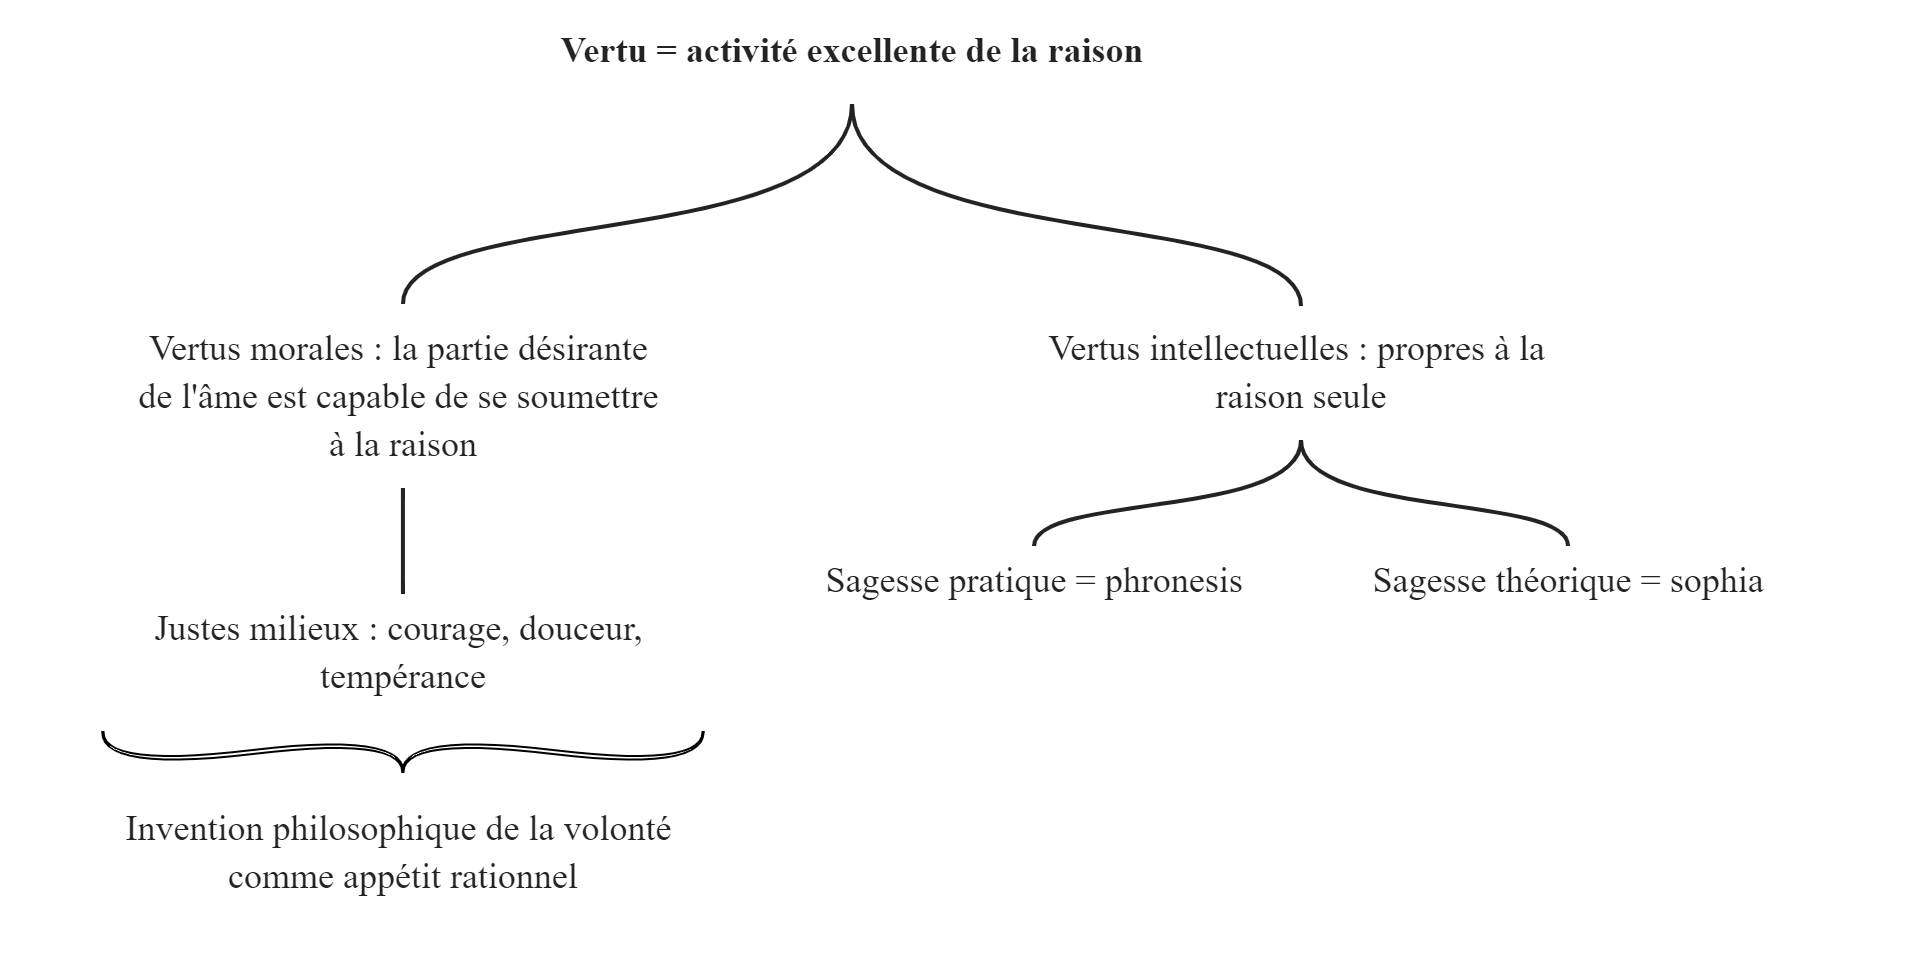 Vertu = activité excellente de la raison
Vertus morales : la partie désirante
de l'âme est capable de se soumettre
à la raison
Vertus intellectuelles : propres à la
raison seule
Sagesse pratique = phronesis
Sagesse théorique = sophia
Justes milieux : courage, douceur,
tempérance
Invention philosophique de la volonté
comme appétit rationnel